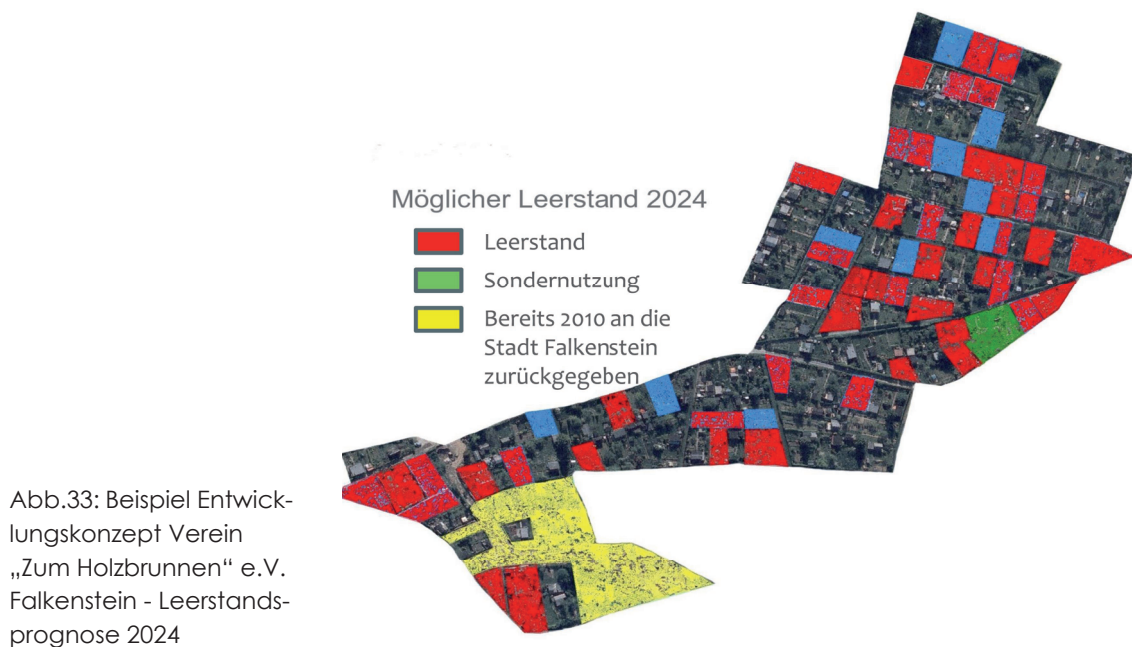 Möglicher Leerstand 2024
Leerstand
Sondernutzung
Bereits 2010 an die
Stadt Falkenstein
zurückgegeben
Abb.33: Beispiel Entwick-
lungskonzept Verein
„Zum Holzbrunnen“ e.V.
Falkenstein - Leerstands-
prognose 2024